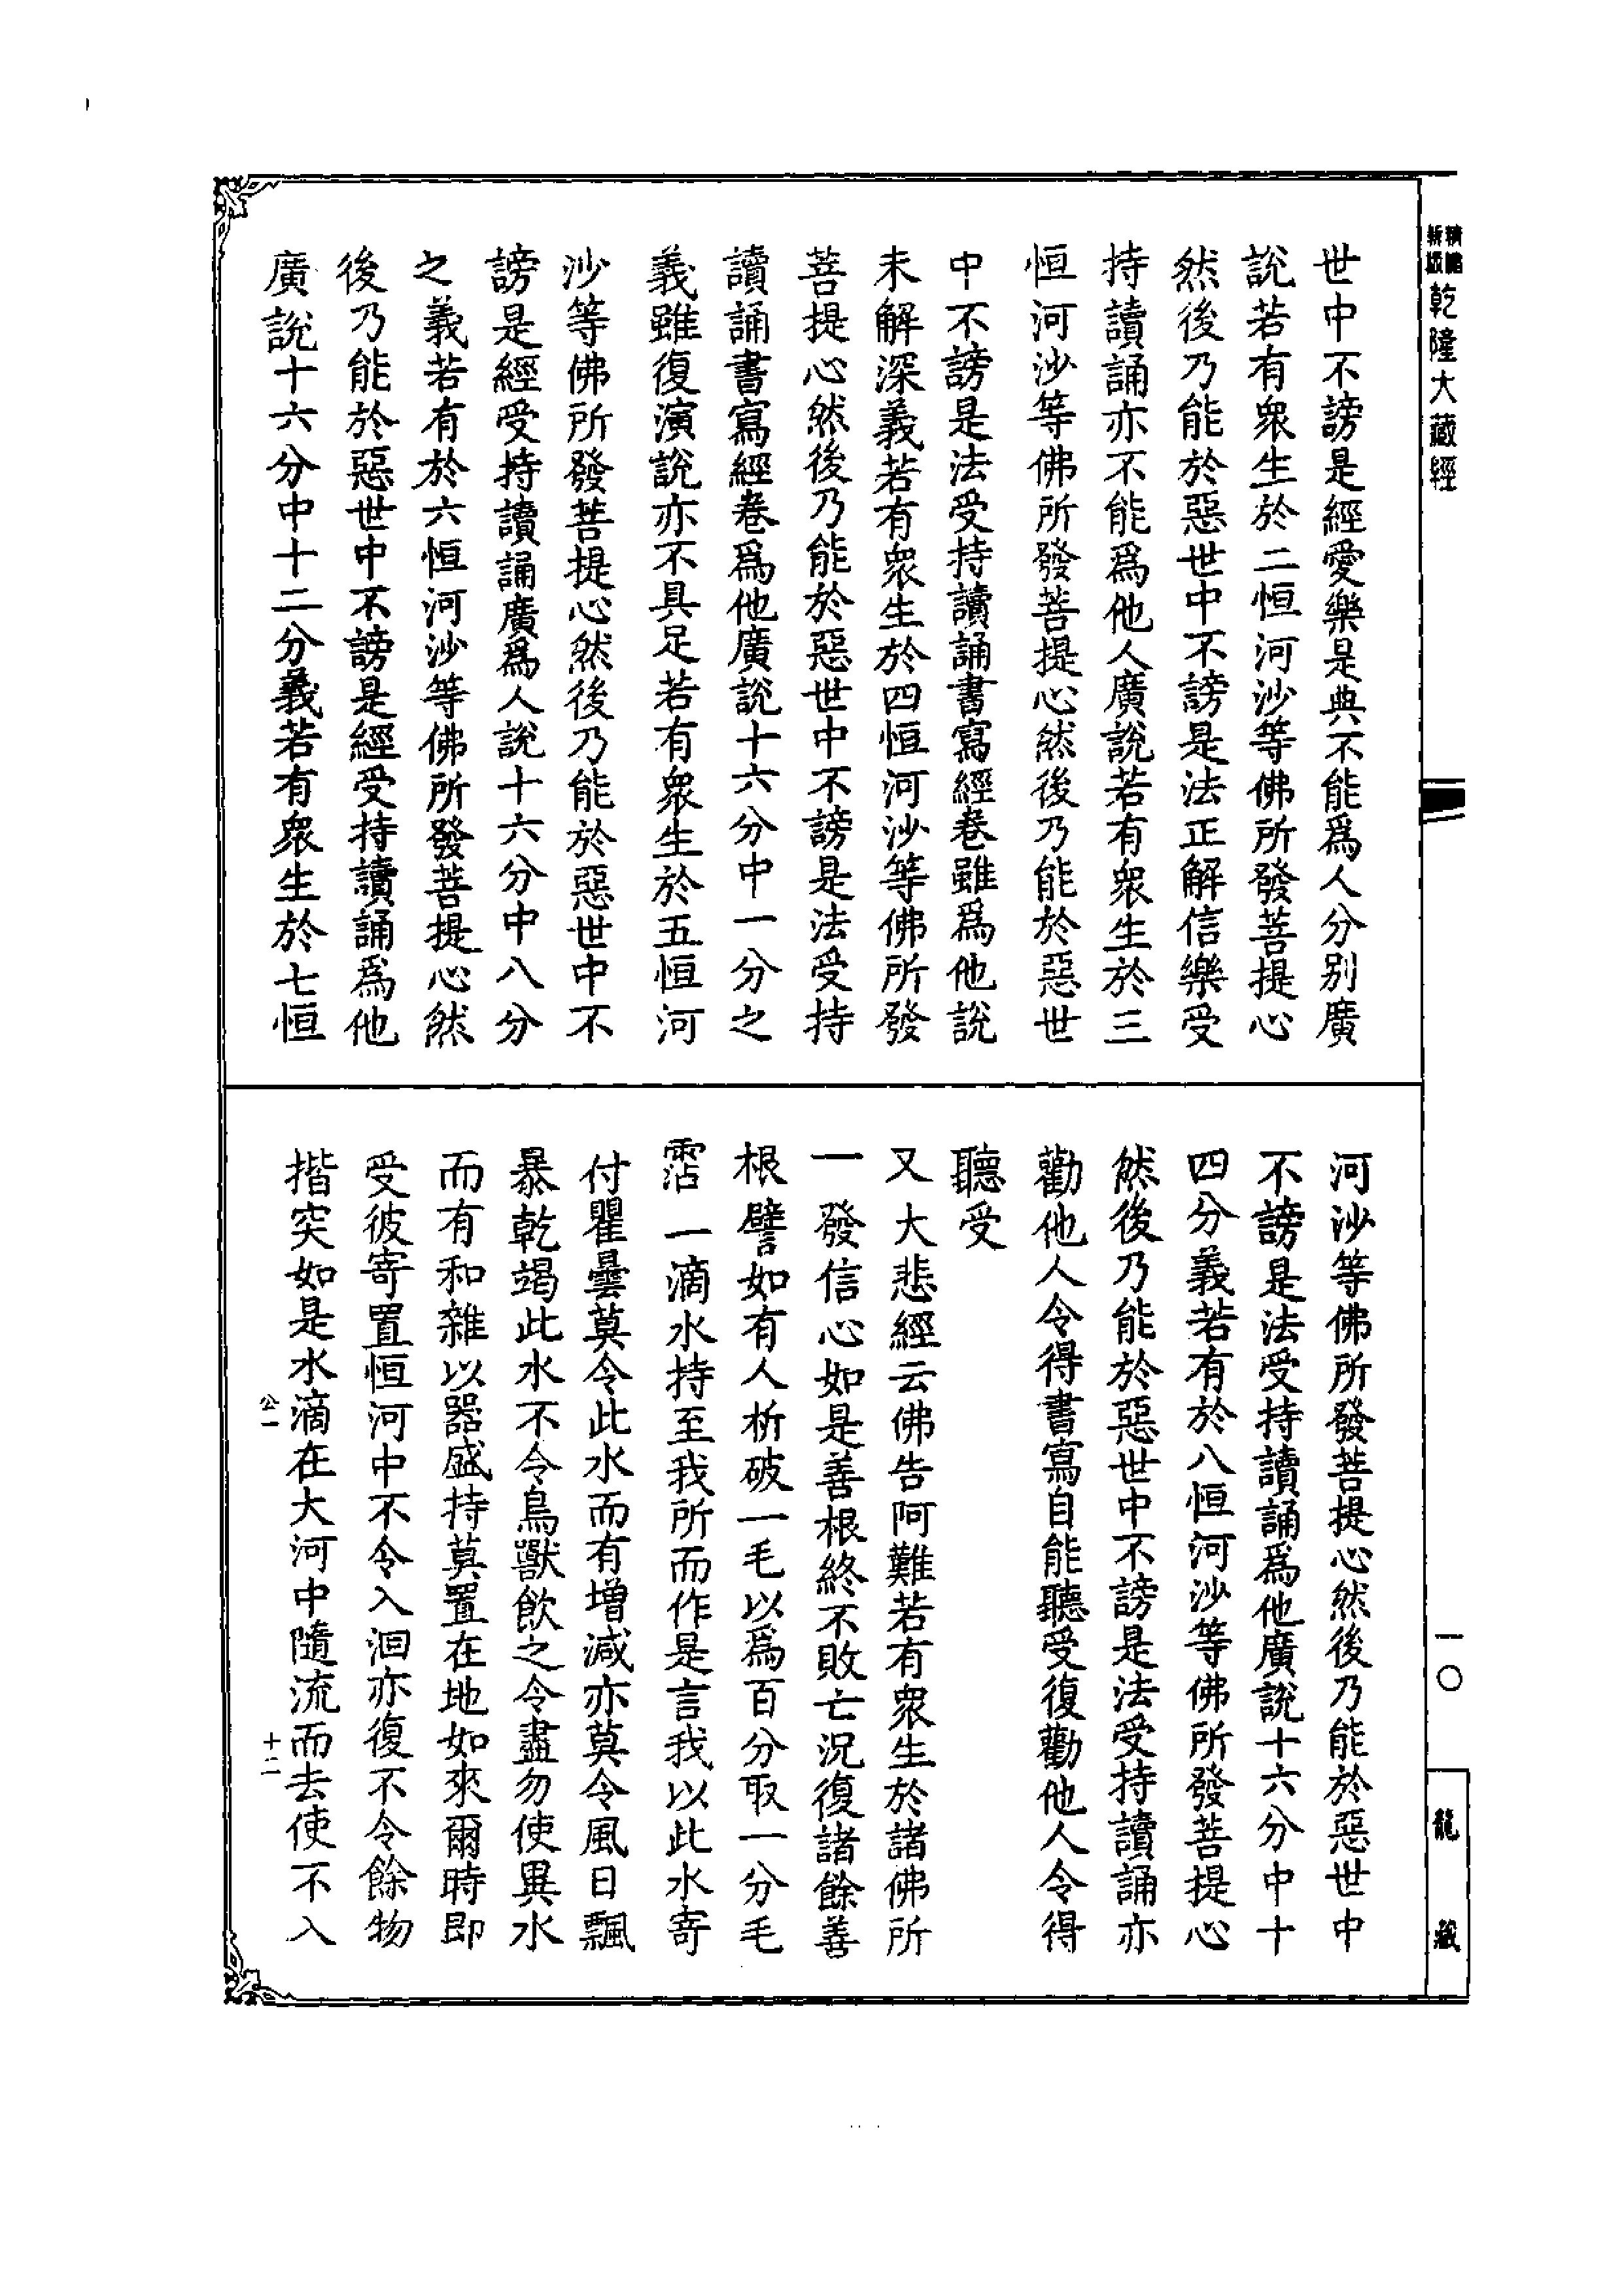 乾隆大藏經
世中不謗是經愛樂是典不能爲人分別廣
說若有衆生於二恒河沙等佛所發菩提心
然後乃能於惡世中不謗是法正解信樂受
持讀誦亦不能爲他人廣說若有衆生於三
恒河沙等佛所發菩提心然後乃能於惡世
中不謗是法受持讀誦書寫經卷雖爲他說
未解深義若有衆生於四恒河沙等佛所發
菩提心然後乃能於惡世中不謗是法受持
讀誦書寫經卷爲他廣說十六分中一分之
義雖復演說亦不具足若有衆生於五恒河
沙等佛所發菩提心然後乃能於惡世中不
謗是經受持讀誦廣爲人說十六分中八分
之義若有於六恒河沙等佛所發菩提心然
後乃能於惡世中不謗是經受持讀誦爲他
廣說十六分中十二分義若有衆生於七恒
河沙等佛所發菩提心然後乃能於惡世中
不謗是法受持讀誦爲他廣說十六分中十
四分義若有於八恒河沙等佛所發菩提心
然後乃能於惡世中不謗是法受持讀誦亦
勸他人令得書寫自能聽受復勸他人令得
聽受
又大悲經云佛告阿難若有衆生於諸佛所
一發信心如是善根終不敗亡況復諸餘善
根譬如有人析破一毛以爲百分取一分毛
霑一滴水持至我所而作是言我以此水寄
付瞿曇莫令此水而有增減亦莫令風日飄
暴乾竭此水不令鳥獸飲之令盡勿使異水
而有和雜以器盛持莫置在地如來爾時即
受彼寄置恒河中不令入洄亦復不令餘物
揩突如是水滴在大河中隨流而去使不入
公一
十二
一〇
龍藏